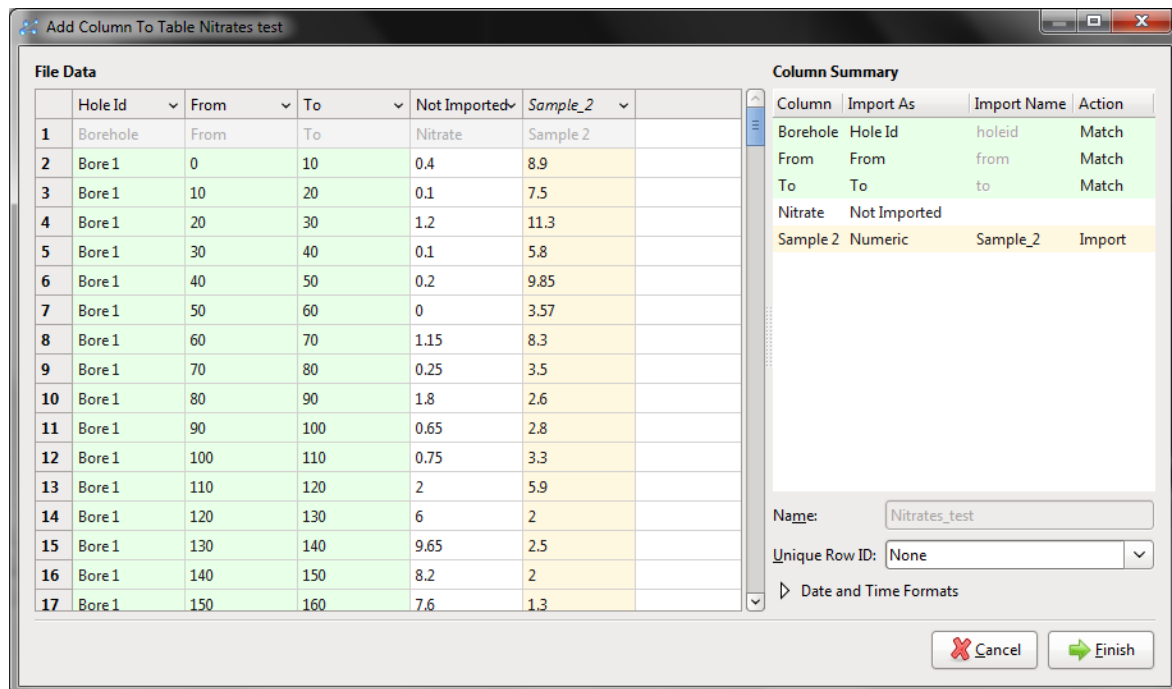 Add Column To Table Nitrates test
File Data
Hole Id From To Not Imported Sample_2
1 Borehole From To Nitrate Sample 2
2 Bore 1 0 10 0.4 8.9
3 Bore 1 10 20 0.1 7.5
4 Bore 1 20 30 1.2 11.3
5 Bore 1 30 40 0.1 5.8
6 Bore 1 40 50 0.2 9.85
7 Bore 1 50 60 0 3.57
8 Bore 1 60 70 1.15 8.3
9 Bore 1 70 80 0.25 3.5
10 Bore 1 80 90 1.8 2.6
11 Bore 1 90 100 0.65 2.8
12 Bore 1 100 110 0.75 3.3
13 Bore 1 110 120 2 5.9
14 Bore 1 120 130 6 2
15 Bore 1 130 140 9.65 2.5
16 Bore 1 140 150 8.2 2
17 Bore 1 150 160 7.6 1.3
Column Summary
Column Import As Import Name Action
Borehole Hole Id holeid Match
From From from Match
To To to Match
Nitrate Not Imported
Sample 2 Numeric Sample_2 Import
Name: Nitrates_test
Unique Row ID: None
Date and Time Formats
Cancel Finish